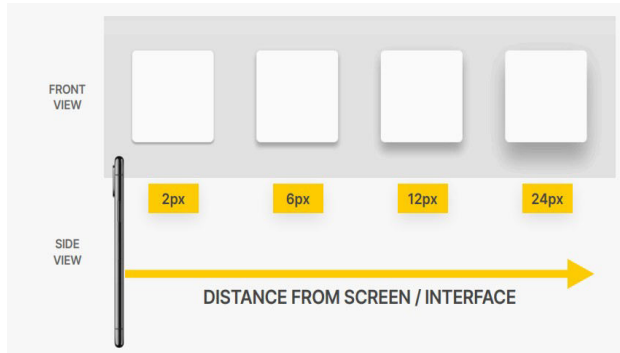 FRONT
VIEW
2px
6px
12px
24px
SIDE
VIEW
DISTANCE FROM SCREEN / INTERFACE